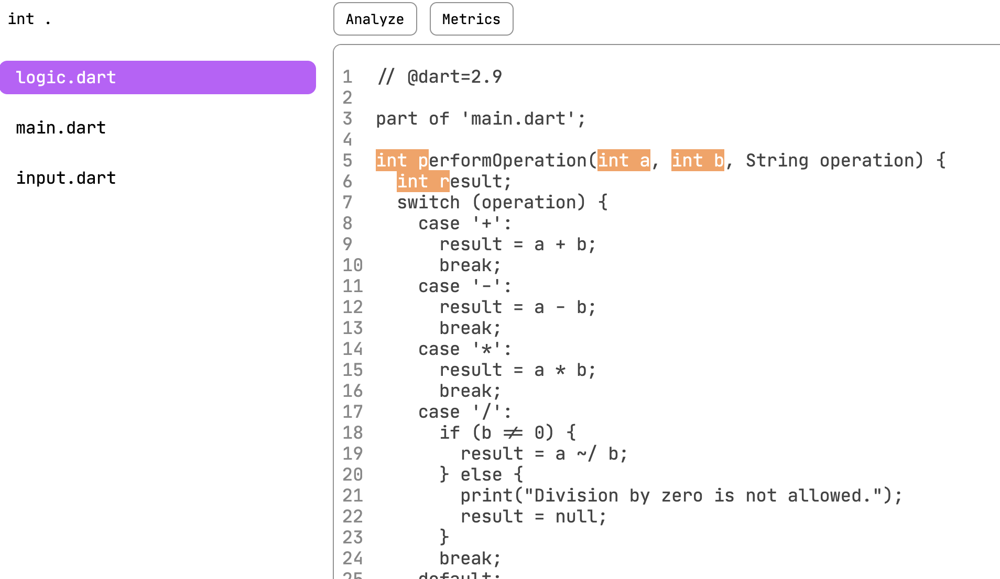 int .
Analyze Metrics
logic.dart
main.dart
input.dart
1 // @dart=2.9
2
3 part of 'main.dart';
4
5 int performOperation(int a, int b, String operation) {
6   int result;
7   switch (operation) {
8     case '+':
9       result = a + b;
10       break;
11     case '-':
12       result = a - b;
13       break;
14     case '*':
15       result = a * b;
16       break;
17     case '/':
18       if (b != 0) {
19         result = a ~/ b;
20       } else {
21         print("Division by zero is not allowed.");
22         result = null;
23       }
24       break;
25     default: